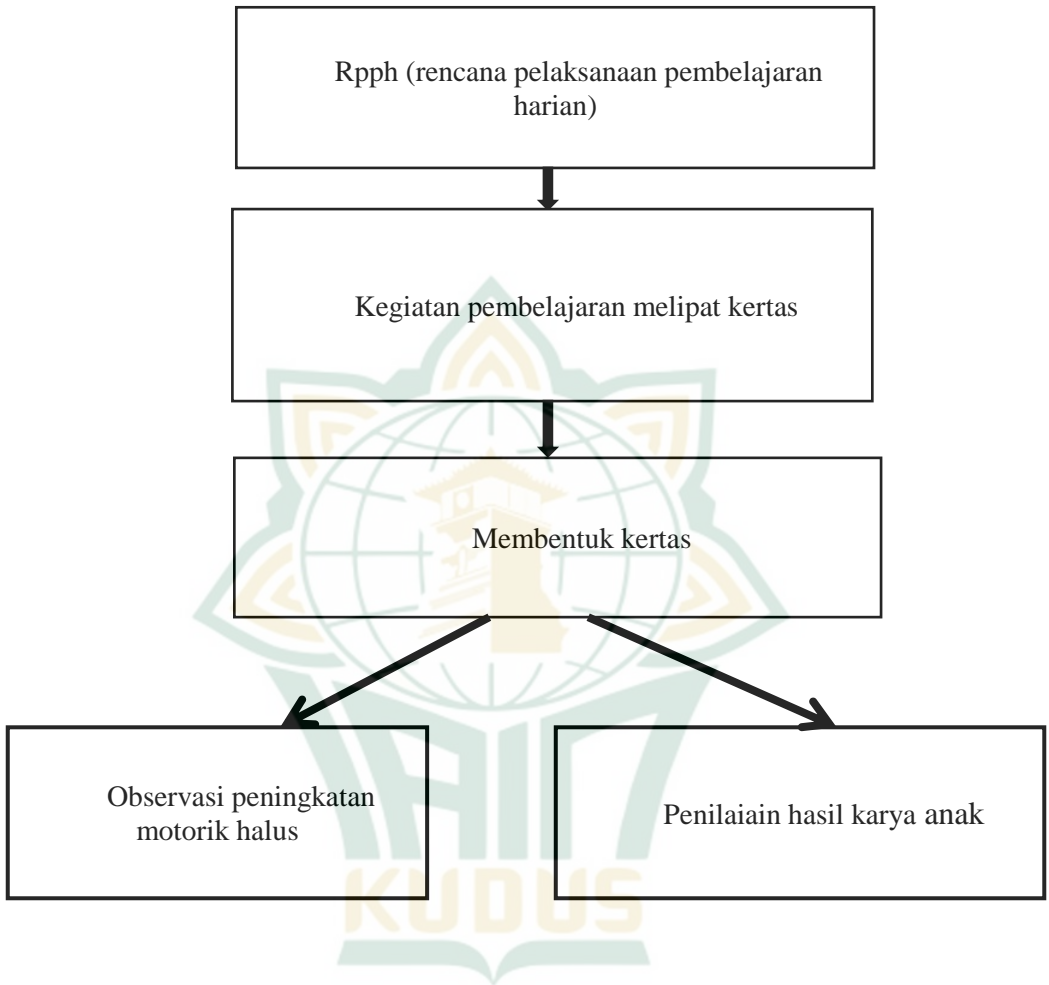 Rpph (rencana pelaksanaan pembelajaran
harian)
Kegiatan pembelajaran melipat kertas
Membentuk kertas
Observasi peningkatan
motorik halus
Penilaiain hasil karya anak
IAIN
KUDUS